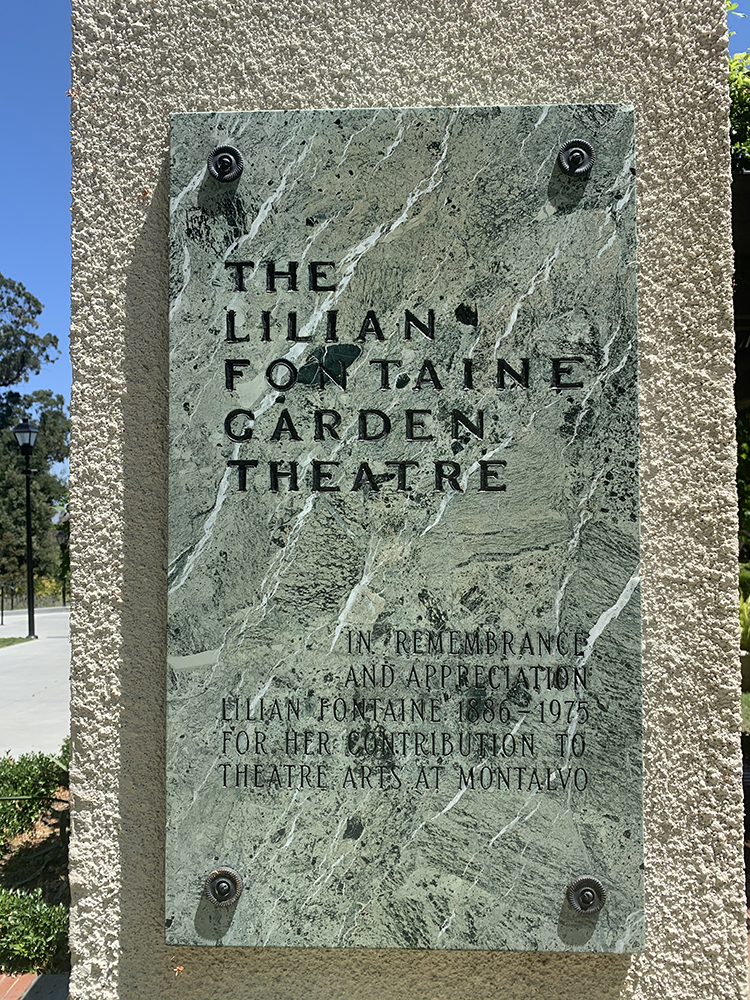 THE
LILIAN
FONTAINE
GARDEN
THEATRE
IN REMEMBRANCE
AND APPRECIATION
LILIAN FONTAINE 1886-1975
FOR HER CONTRIBUTION TO
THEATRE ARTS AT MONTALVO